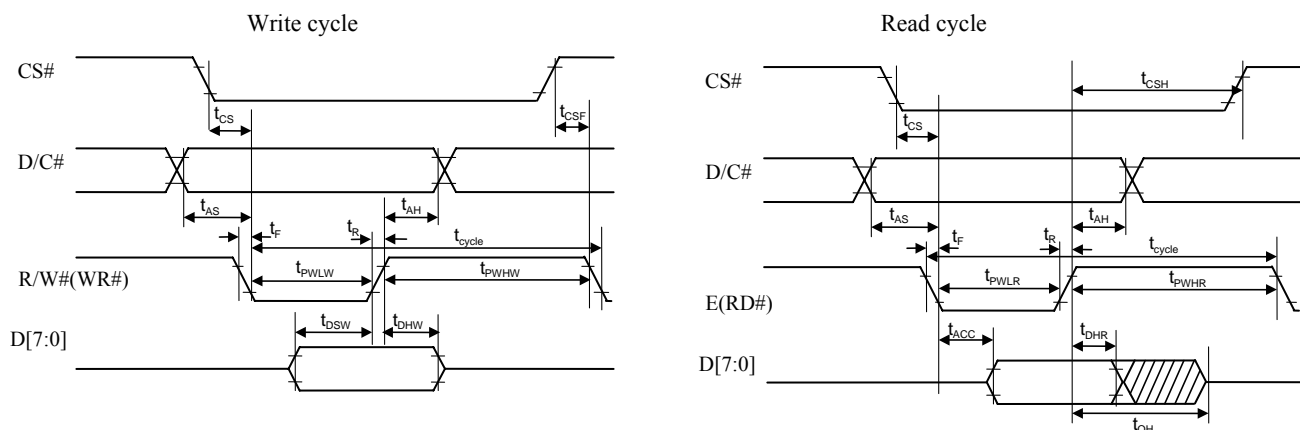 Write cycle
CS#
tCS
tCSF
D/C#
tAS
tAH
tF
tR
tcycle
R/W#(WR#)
tPWLW
tPWHW
tDSW
tDHW
D[7:0]
Read cycle
CS#
tCSH
tCS
D/C#
tAS
tAH
tF
tR
tcycle
E(RD#)
tPWLR
tPWHR
tACC
tDHR
D[7:0]
tOH